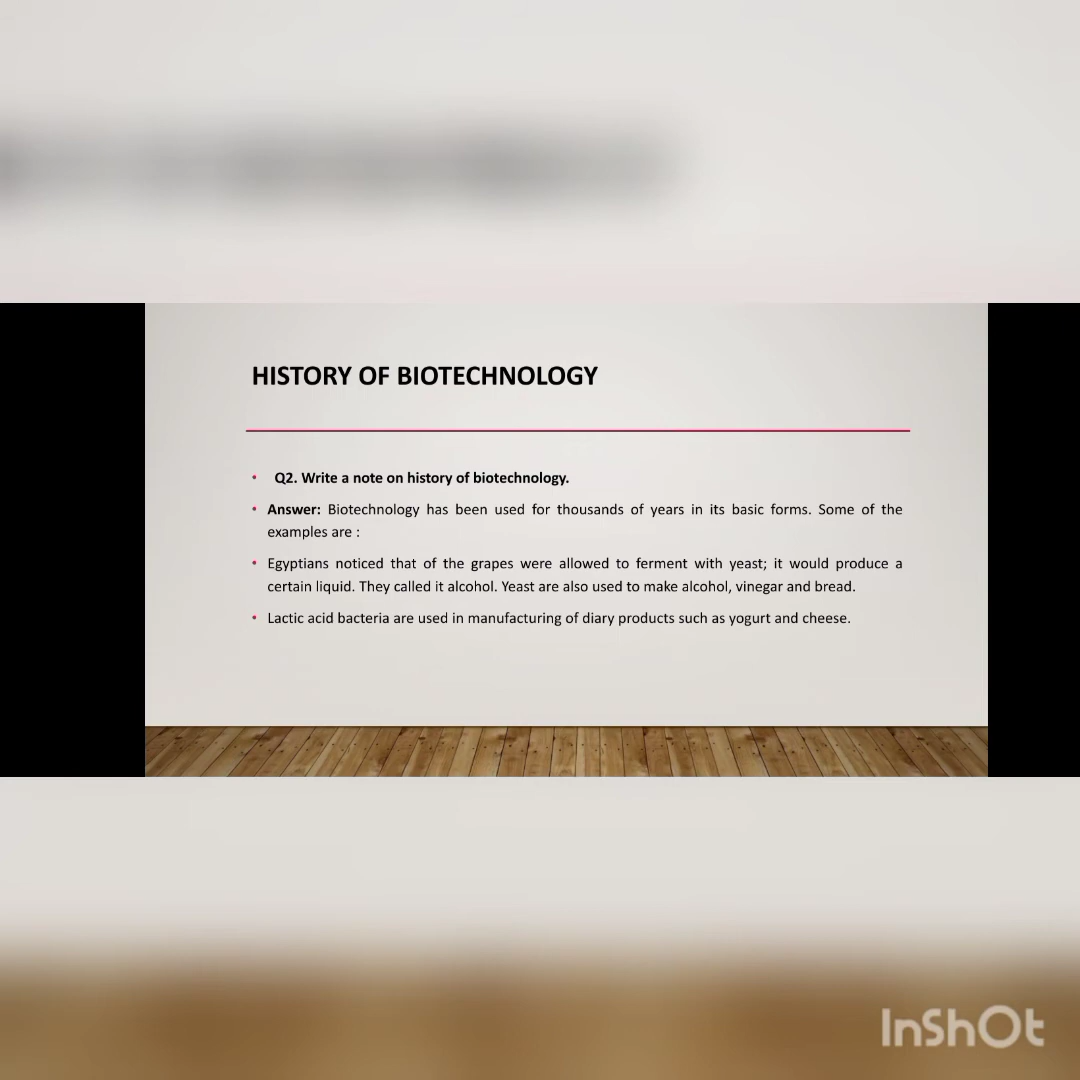 HISTORY OF BIOTECHNOLOGY
• Q2. Write a note on history of biotechnology.
• Answer: Biotechnology has been used for thousands of years in its basic forms. Some of the
examples are :
• Egyptians noticed that of the grapes were allowed to ferment with yeast; it would produce a
certain liquid. They called it alcohol. Yeast are also used to make alcohol, vinegar and bread.
• Lactic acid bacteria are used in manufacturing of diary products such as yogurt and cheese.
InShOt